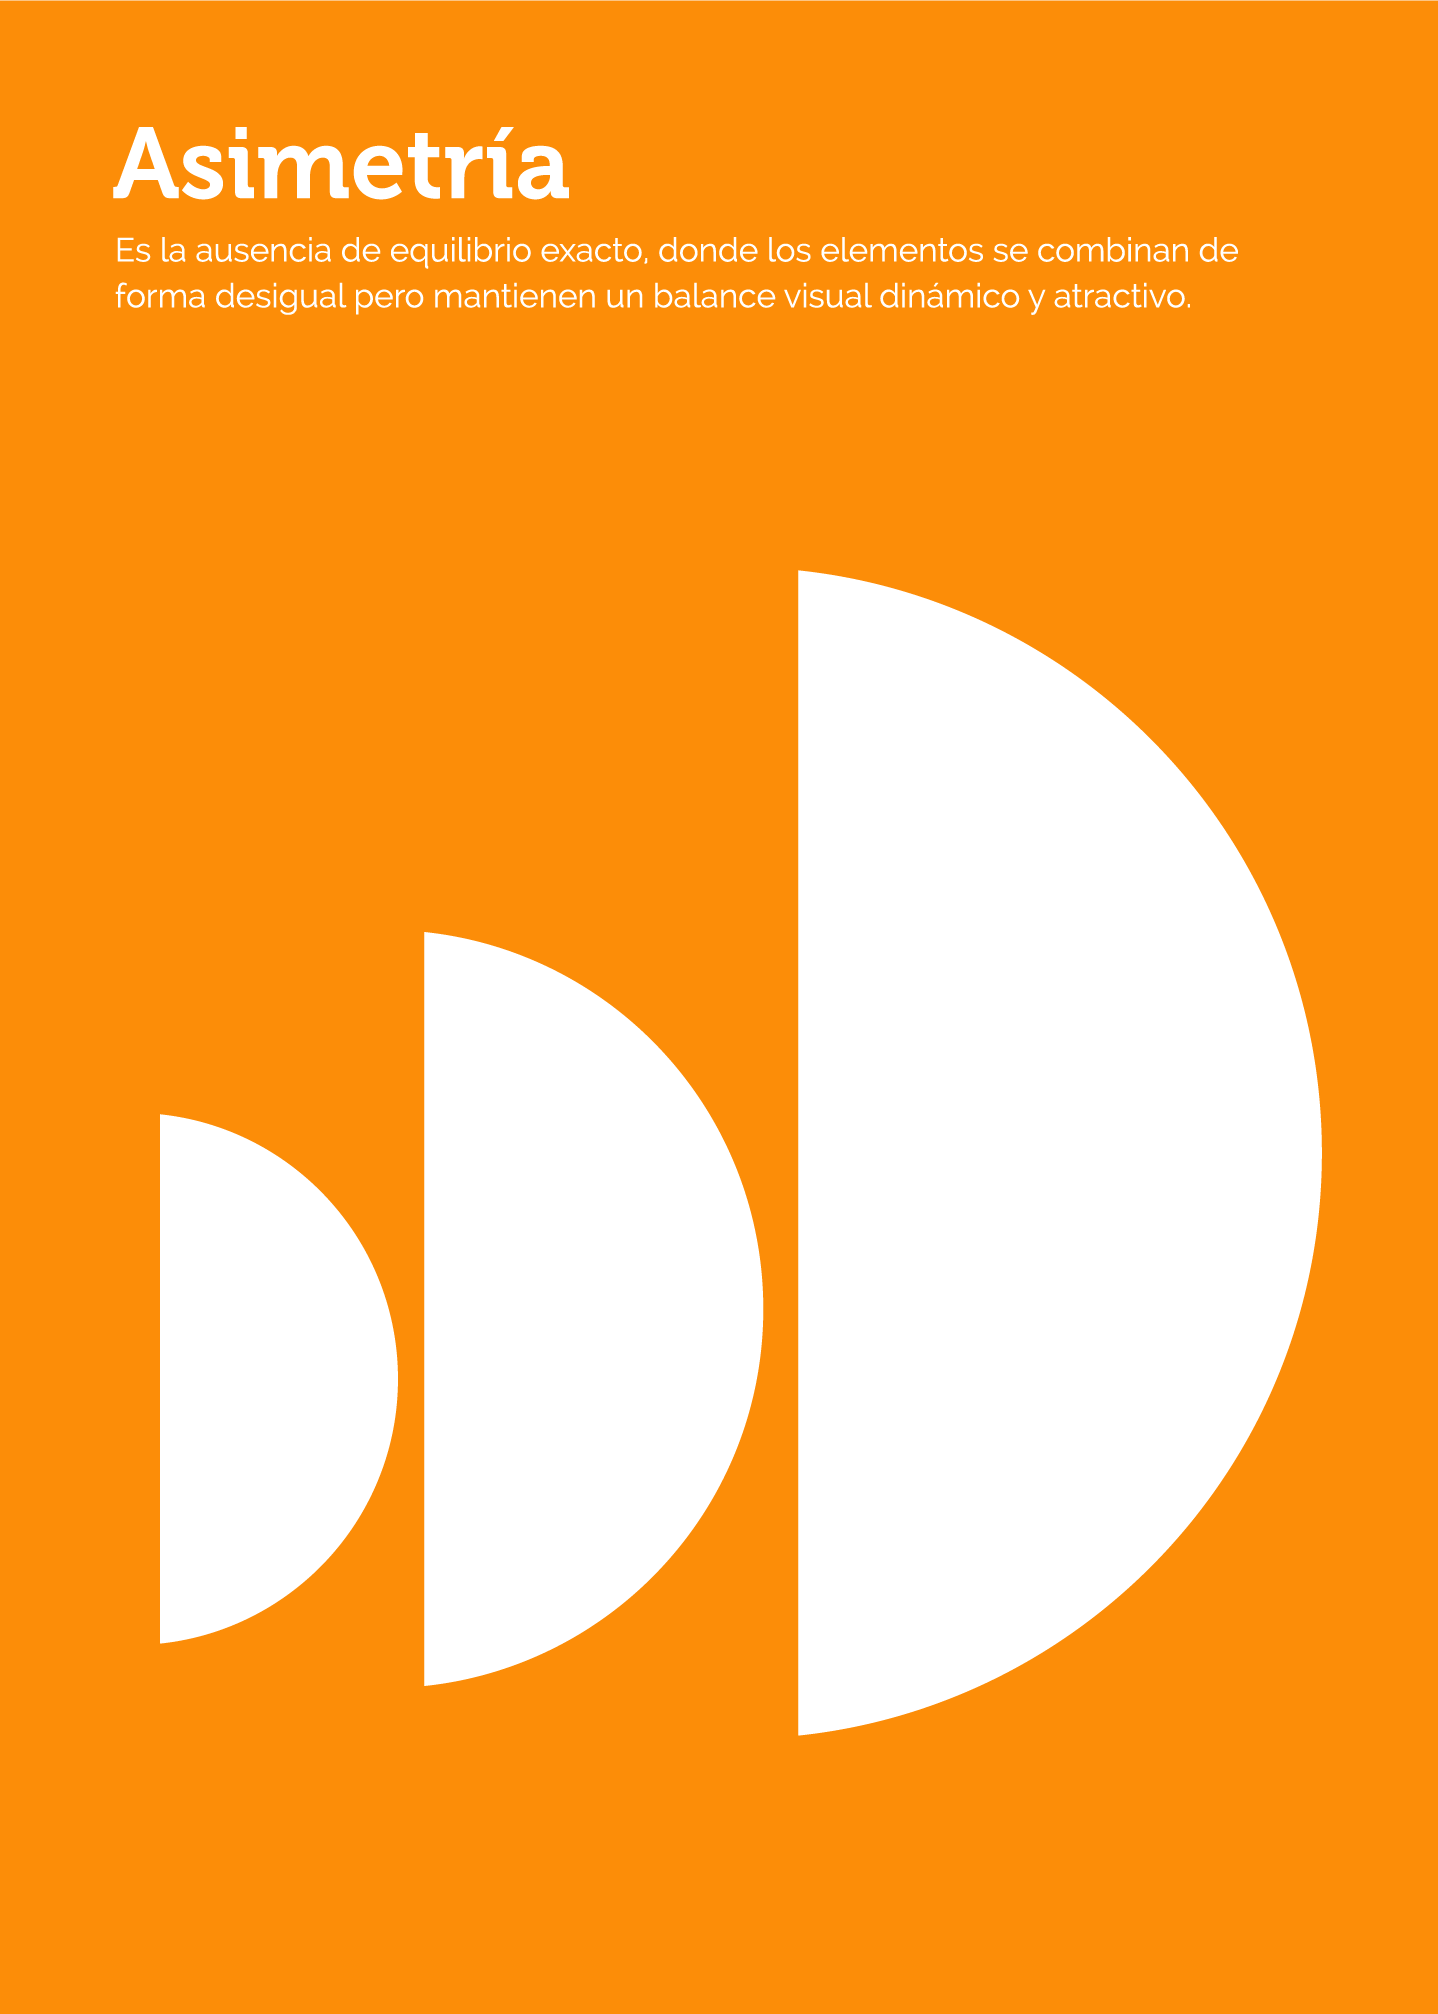 Asimetría
Es la ausencia de equilibrio exacto, donde los elementos se combinan de
forma desigual pero mantienen un balance visual dinámico y atractivo.